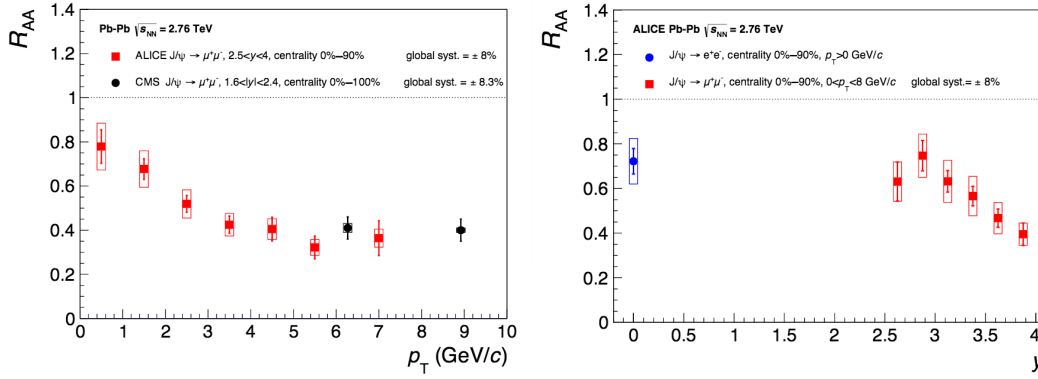 R_AA
1.4
1.2
1
0.8
0.6
0.4
0.2
0
Pb-Pb √s_NN = 2.76 TeV
ALICE J/ψ → μ⁺μ⁻, 2.5<y<4, centrality 0%–90% global syst. = ± 8%
CMS J/ψ → μ⁺μ⁻, 1.6<|y|<2.4, centrality 0%–100% global syst. = ± 8.3%
0 1 2 3 4 5 6 7 8 9 10
p_T (GeV/c)
R_AA
1.4
1.2
1
0.8
0.6
0.4
0.2
0
ALICE Pb-Pb √s_NN = 2.76 TeV
J/ψ → e⁺e⁻, centrality 0%–90%, p_T>0 GeV/c
J/ψ → μ⁺μ⁻, centrality 0%–90%, 0<p_T<8 GeV/c global syst.= ± 8%
0 0.5 1 1.5 2 2.5 3 3.5 4
y